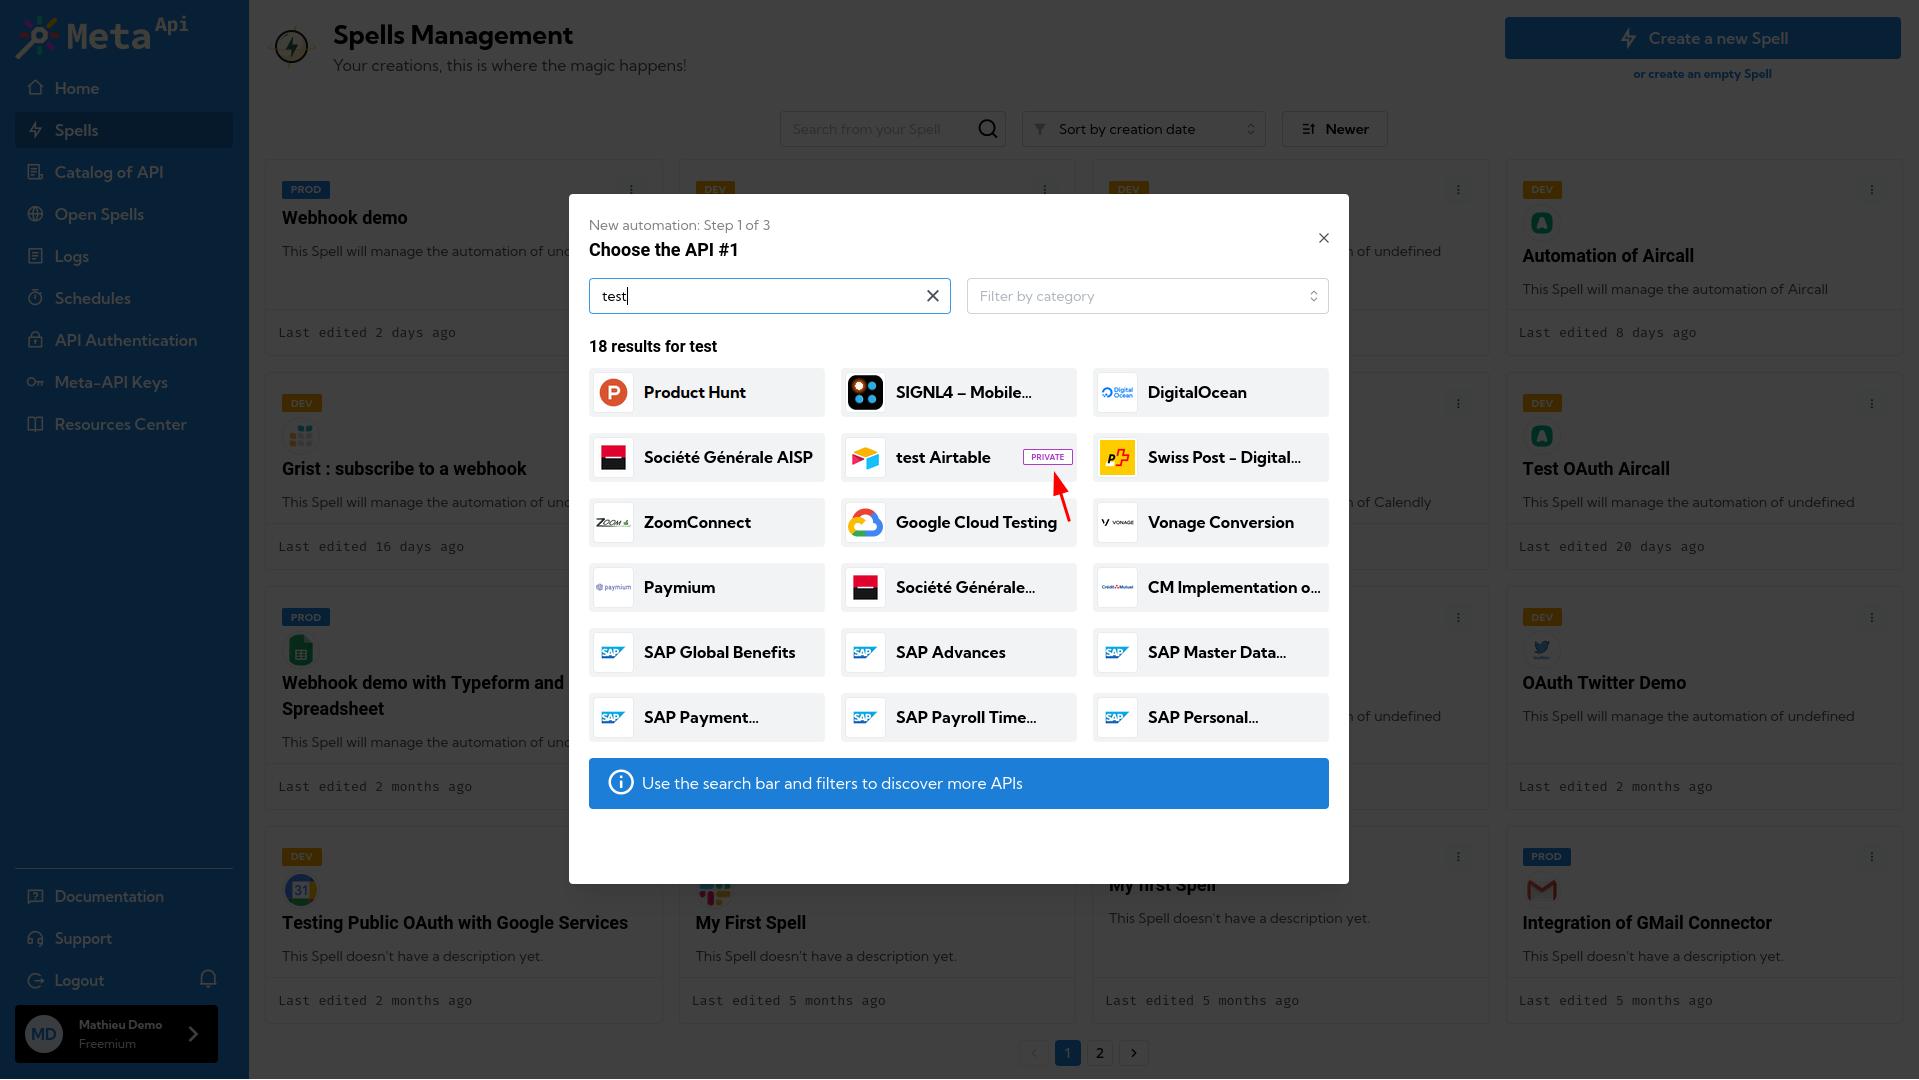 Meta Api
Home
Spells
Catalog of API
Open Spells
Logs
Schedules
API Authentication
Meta-API Keys
Resources Center
Documentation
Support
Logout
MD
Mathieu Demo
Freemium
Spells Management
Your creations, this is where the magic happens!
Create a new Spell
or create an empty Spell
Search from your Spell
Sort by creation date
Newer
PROD
Webhook demo
This Spell will manage the automation of und
Last edited 2 days ago
DEV
DEV
n of undefined
DEV
Automation of Aircall
This Spell will manage the automation of Aircall
Last edited 8 days ago
DEV
Grist : subscribe to a webhook
This Spell will manage the automation of und
Last edited 16 days ago
n of Calendly
DEV
Test OAuth Aircall
This Spell will manage the automation of undefined
Last edited 20 days ago
PROD
Webhook demo with Typeform and
Spreadsheet
This Spell will manage the automation of und
Last edited 2 months ago
n of undefined
DEV
OAuth Twitter Demo
This Spell will manage the automation of undefined
Last edited 2 months ago
DEV
31
Testing Public OAuth with Google Services
This Spell doesn't have a description yet.
Last edited 2 months ago
My First Spell
This Spell doesn't have a description yet.
Last edited 5 months ago
My first Spell
This Spell doesn't have a description yet.
Last edited 5 months ago
PROD
Integration of GMail Connector
This Spell doesn't have a description yet.
Last edited 5 months ago
1
2
New automation: Step 1 of 3
Choose the API #1
test
Filter by category
18 results for test
Product Hunt
SIGNL4 – Mobile...
Digital Ocean
DigitalOcean
Société Générale AISP
test Airtable
PRIVATE
Swiss Post - Digital...
ZOOM
ZoomConnect
Google Cloud Testing
VONAGE
Vonage Conversion
paymium
Paymium
Société Générale...
Crédit Mutuel
CM Implementation o...
SAP
SAP Global Benefits
SAP
SAP Advances
SAP
SAP Master Data...
SAP
SAP Payment...
SAP
SAP Payroll Time...
SAP
SAP Personal...
Use the search bar and filters to discover more APIs